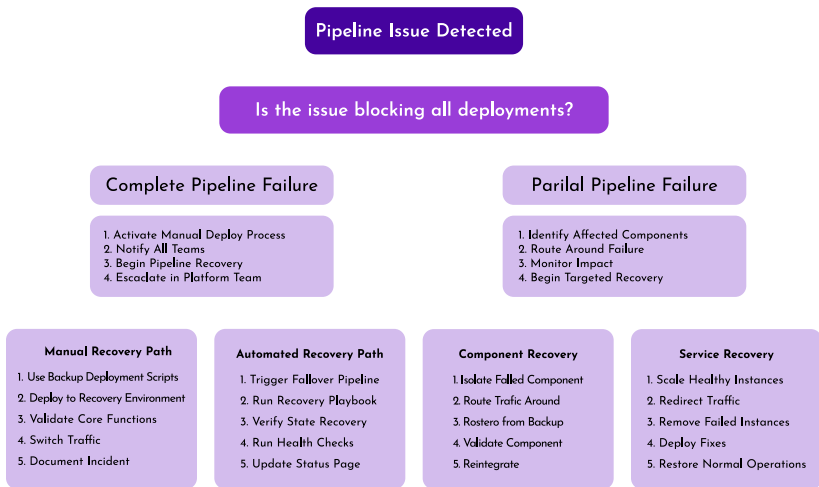 Pipeline Issue Detected
Is the issue blocking all deployments?
Complete Pipeline Failure
1. Activate Manual Deploy Process
2. Notify All Teams
3. Begin Pipeline Recovery
4. Escaclate in Platform Team
Parilal Pipeline Failure
1. Identify Affected Components
2. Route Around Failure
3. Monitor Impact
4. Begin Targeted Recovery
Manual Recovery Path
1. Use Backup Deployment Scripts
2. Deploy to Recovery Environment
3. Validate Core Functions
4. Switch Traffic
5. Document Incident
Automated Recovery Path
1. Trigger Fallover Pipeline
2. Run Recovery Playbook
3. Verify State Recovery
4. Run Health Checks
5. Update Status Page
Component Recovery
1. Isolate Falled Component
2. Route Trafic Around
3. Rostero from Backup
4. Validate Component
5. Reintegrate
Service Recovery
1. Scale Healthy Instances
2. Redirect Traffic
3. Remove Failed Instances
4. Deploy Fixes
5. Restore Normal Operations